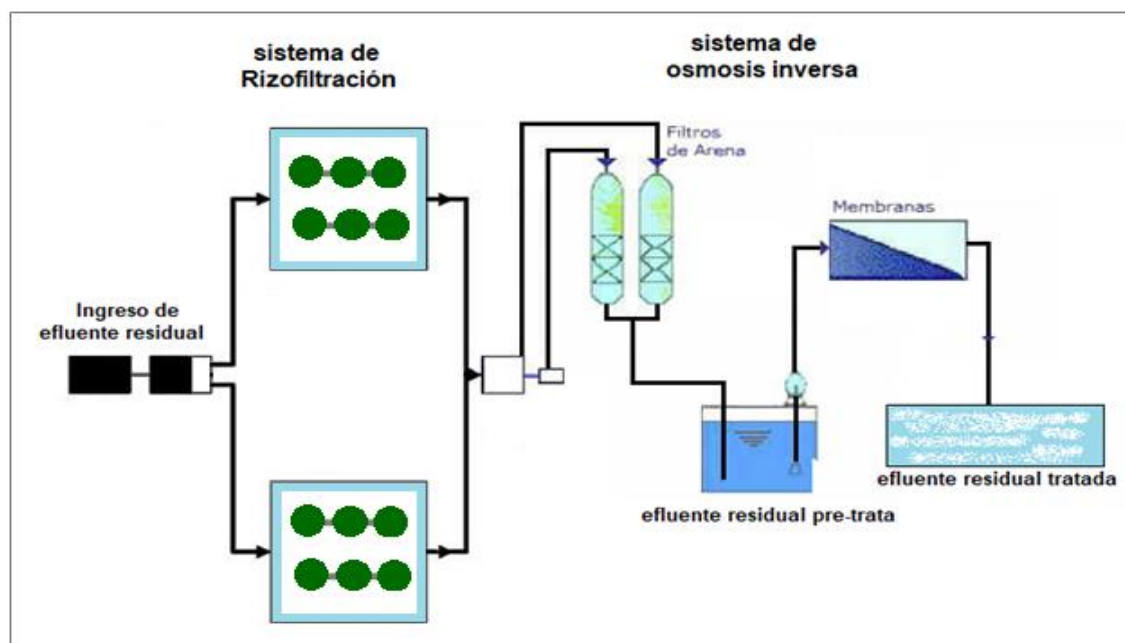 sistema de
Rizofiltración
sistema de
osmosis inversa
Filtros
de Arena
Membranas
Ingreso de
efluente residual
efluente residual tratada
efluente residual pre-trata